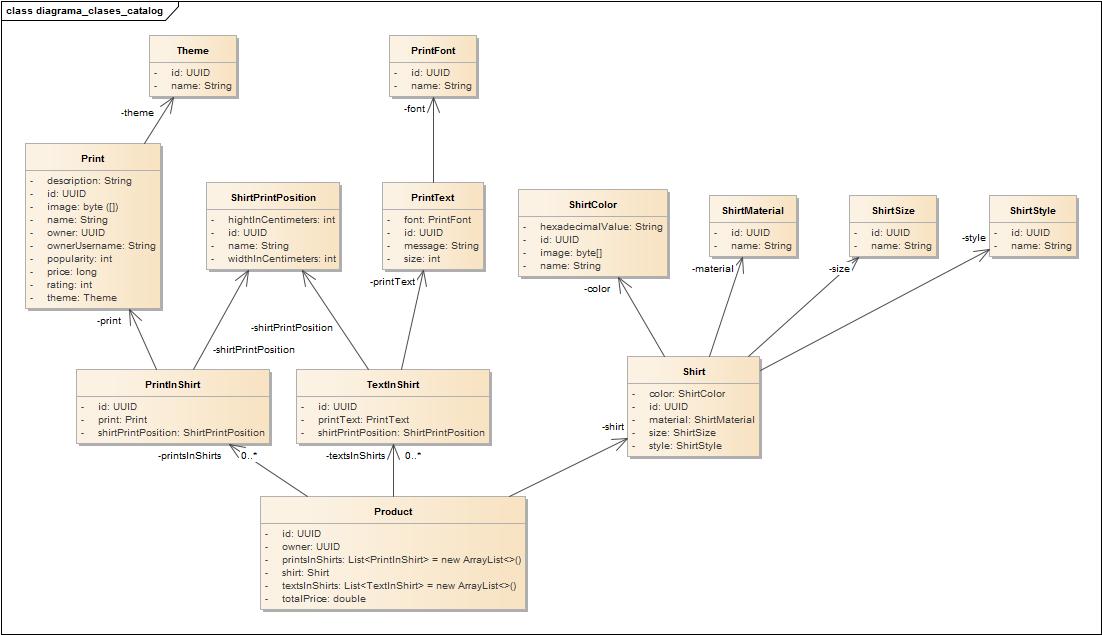 class diagrama_clases_catalog
Theme
- id: UUID
- name: String
PrintFont
- id: UUID
- name: String
-theme
-font
Print
- description: String
- id: UUID
- image: byte ([])
- name: String
- owner: UUID
- ownerUsername: String
- popularity: int
- price: long
- rating: int
- theme: Theme
ShirtPrintPosition
- hightInCentimeters: int
- id: UUID
- name: String
- widthInCentimeters: int
PrintText
- font: PrintFont
- id: UUID
- message: String
- size: int
ShirtColor
- hexadecimalValue: String
- id: UUID
- image: byte[]
- name: String
ShirtMaterial
- id: UUID
- name: String
ShirtSize
- id: UUID
- name: String
ShirtStyle
- id: UUID
- name: String
-print
-shirtPrintPosition
-shirtPrintPosition
-printText
-color
-material
-size
-style
PrintInShirt
- id: UUID
- print: Print
- shirtPrintPosition: ShirtPrintPosition
TextInShirt
- id: UUID
- printText: PrintText
- shirtPrintPosition: ShirtPrintPosition
Shirt
- color: ShirtColor
- id: UUID
- material: ShirtMaterial
- size: ShirtSize
- style: ShirtStyle
-printsInShirts 0..*
-textsInShirts 0..*
-shirt
Product
- id: UUID
- owner: UUID
- printsInShirts: List<PrintInShirt> = new ArrayList<>()
- shirt: Shirt
- textsInShirts: List<TextInShirt> = new ArrayList<>()
- totalPrice: double